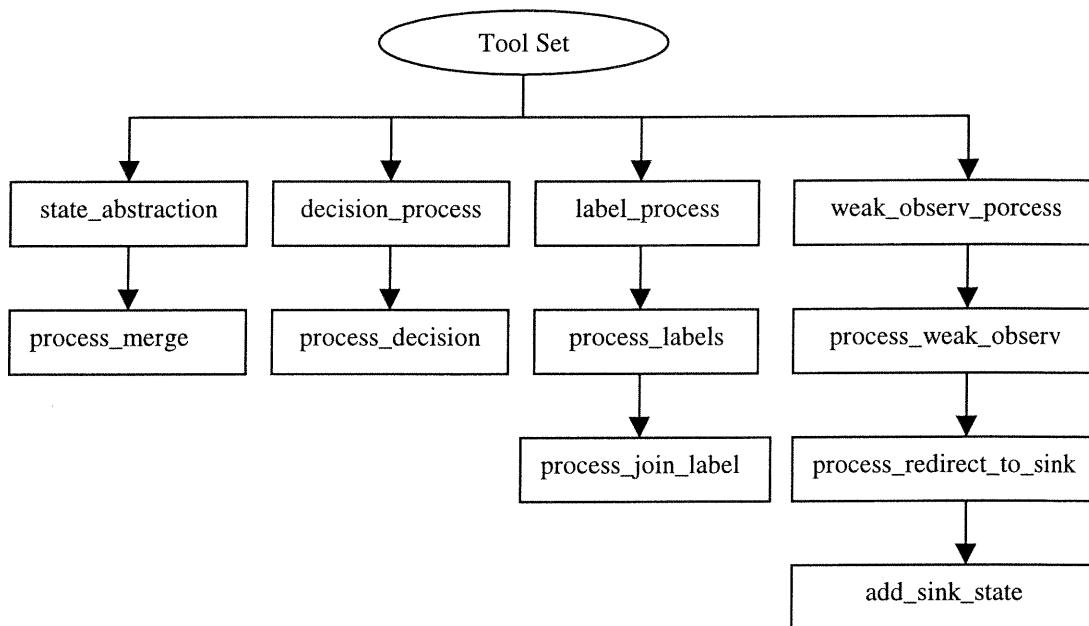 Tool Set
state_abstraction
decision_process
label_process
weak_observ_porcess
process_merge
process_decision
process_labels
process_weak_observ
process_join_label
process_redirect_to_sink
add_sink_state